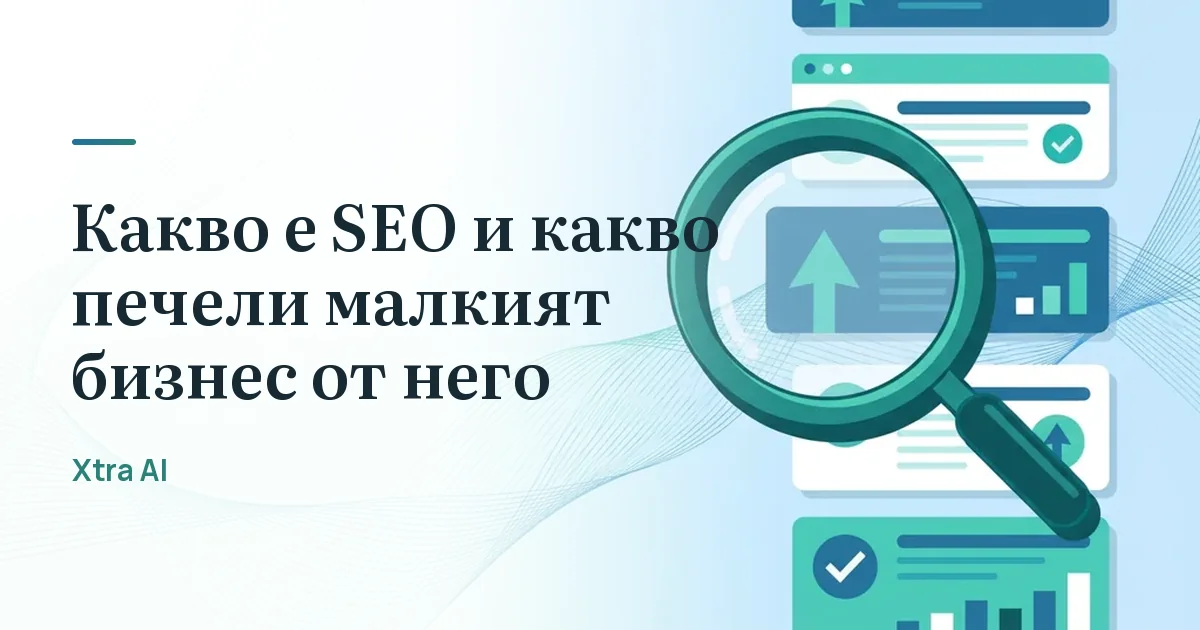 Какво е SEO и какво
печели малкият
бизнес от него
Xtra AI